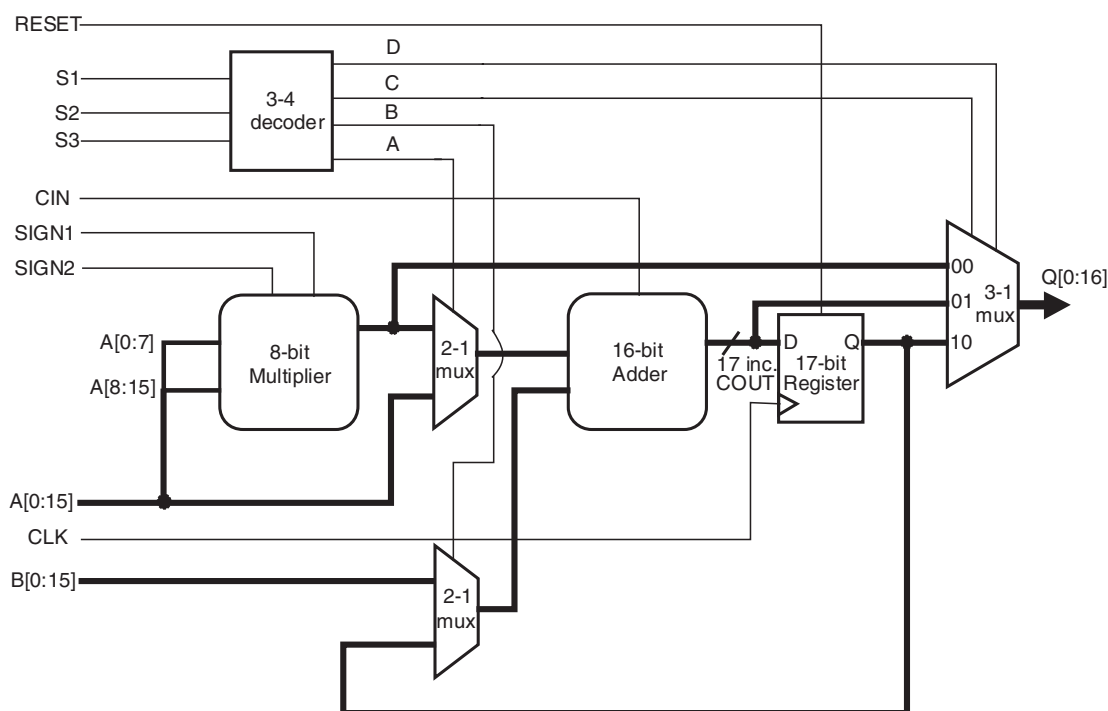 RESET
D
S1
3-4
decoder
C
S2
B
S3
A
CIN
SIGN1
SIGN2
00
Q[0:16]
3-1
mux
01
A[0:7]
8-bit
Multiplier
2-1
mux
16-bit
Adder
D
Q
10
17 inc.
COUT
17-bit
Register
A[8:15]
A[0:15]
CLK
B[0:15]
2-1
mux